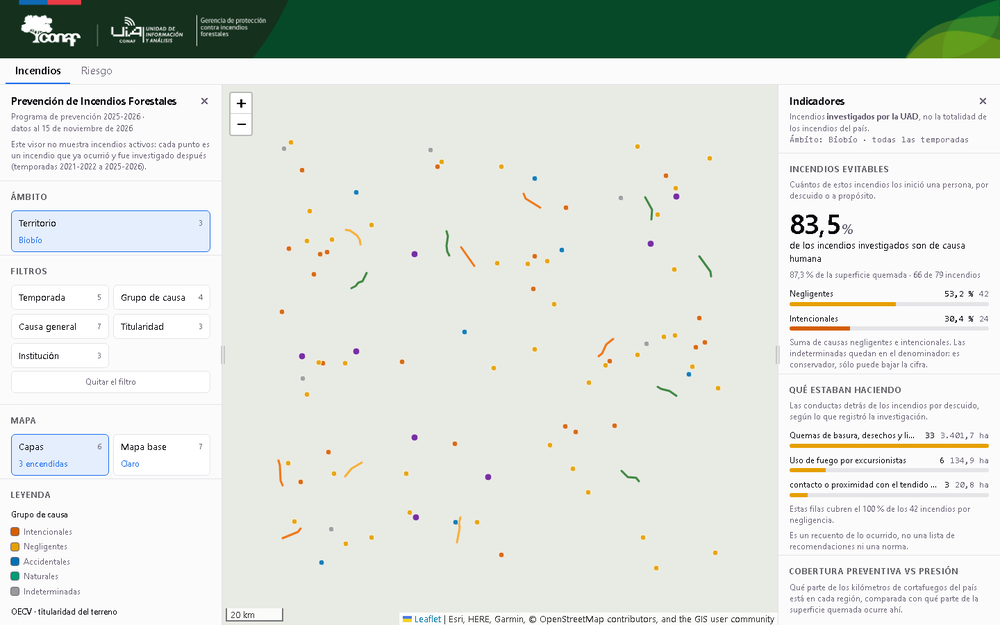 conaf
UIA
CONAF
UNIDAD DE
INFORMACIÓN
Y ANÁLISIS
Gerencia de protección
contra incendios
forestales
Incendios
Riesgo
Prevención de Incendios Forestales
Programa de prevención 2025-2026 ·
datos al 15 de noviembre de 2026
Este visor no muestra incendios activos: cada punto es
un incendio que ya ocurrió y fue investigado después
(temporadas 2021-2022 a 2025-2026).
ÁMBITO
Territorio 3
Biobío
FILTROS
Temporada 5
Grupo de causa 4
Causa general 7
Titularidad 3
Institución 3
Quitar el filtro
MAPA
Capas 6
3 encendidas
Mapa base 7
Claro
LEYENDA
Grupo de causa
Intencionales
Negligentes
Accidentales
Naturales
Indeterminadas
OECV · titularidad del terreno
+
−
20 km
Leaflet | Esri, HERE, Garmin, © OpenStreetMap contributors, and the GIS user community
Indicadores
Incendios investigados por la UAD, no la totalidad de
los incendios del país.
Ámbito: Biobío · todas las temporadas
INCENDIOS EVITABLES
Cuántos de estos incendios los inició una persona, por
descuido o a propósito.
83,5%
de los incendios investigados son de causa
humana
87,3 % de la superficie quemada · 66 de 79 incendios
Negligentes 53,2 % 42
Intencionales 30,4 % 24
Suma de causas negligentes e intencionales. Las
indeterminadas quedan en el denominador: es
conservador, sólo puede bajar la cifra.
QUÉ ESTABAN HACIENDO
Las conductas detrás de los incendios por descuido,
según lo que registró la investigación.
Quemas de basura, desechos y li... 33 3.401,7 ha
Uso de fuego por excursionistas 6 134,9 ha
contacto o proximidad con el tendido ... 3 20,8 ha
Estas filas cubren el 100 % de los 42 incendios por
negligencia.
Es un recuento de lo ocurrido, no una lista de
recomendaciones ni una norma.
COBERTURA PREVENTIVA VS PRESIÓN
Qué parte de los kilómetros de cortafuegos del país
está en cada región, comparada con qué parte de la
superficie quemada ocurre ahí.